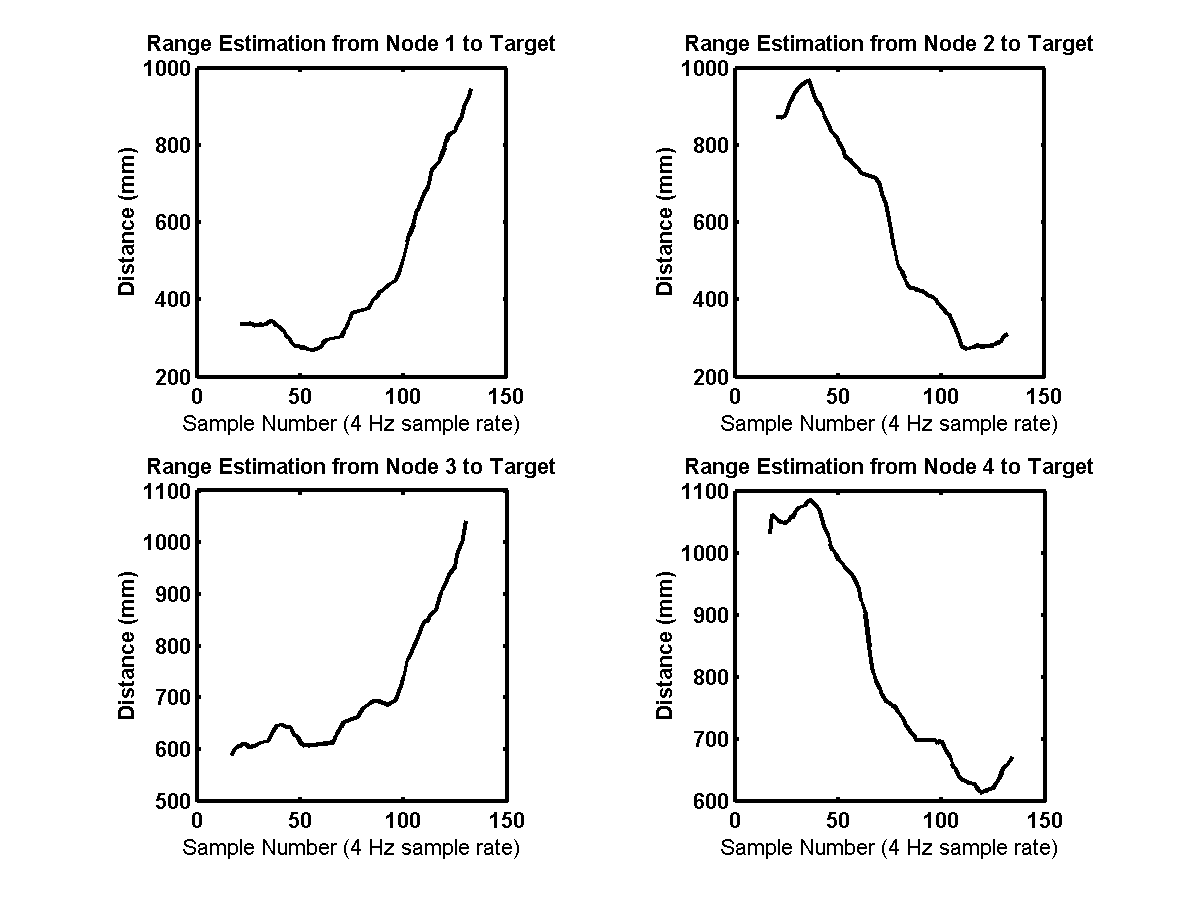 Range Estimation from Node 1 to Target
1000
800
600
400
200
Distance (mm)
0 50 100 150
Sample Number (4 Hz sample rate)
Range Estimation from Node 2 to Target
1000
800
600
400
200
Distance (mm)
0 50 100 150
Sample Number (4 Hz sample rate)
Range Estimation from Node 3 to Target
1100
1000
900
800
700
600
500
Distance (mm)
0 50 100 150
Sample Number (4 Hz sample rate)
Range Estimation from Node 4 to Target
1100
1000
900
800
700
600
Distance (mm)
0 50 100 150
Sample Number (4 Hz sample rate)